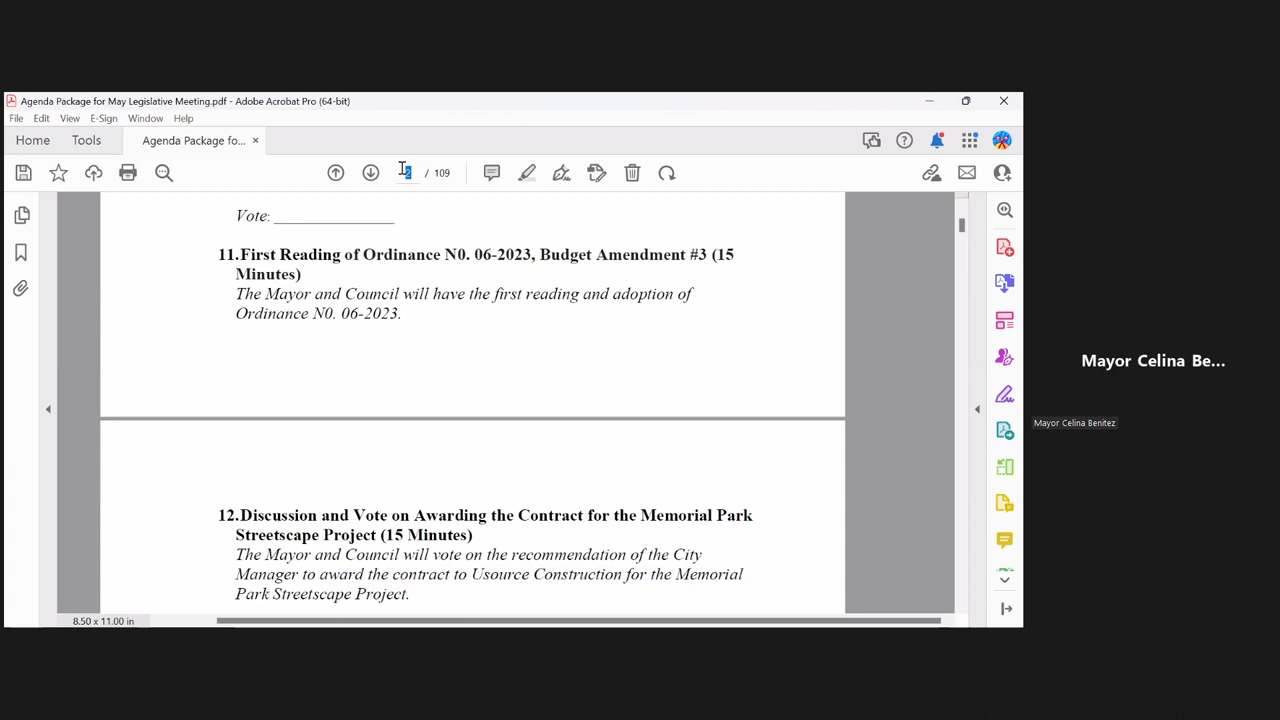 Agenda Package for May Legislative Meeting.pdf - Adobe Acrobat Pro (64-bit)
File Edit View E-Sign Window Help
Home Tools Agenda Package fo... ×
2 / 109
Vote: ________________
11.First Reading of Ordinance N0. 06-2023, Budget Amendment #3 (15
Minutes)
The Mayor and Council will have the first reading and adoption of
Ordinance N0. 06-2023.
12.Discussion and Vote on Awarding the Contract for the Memorial Park
Streetscape Project (15 Minutes)
The Mayor and Council will vote on the recommendation of the City
Manager to award the contract to Usource Construction for the Memorial
Park Streetscape Project.
8.50 x 11.00 in
Mayor Celina Be...
Mayor Celina Benitez